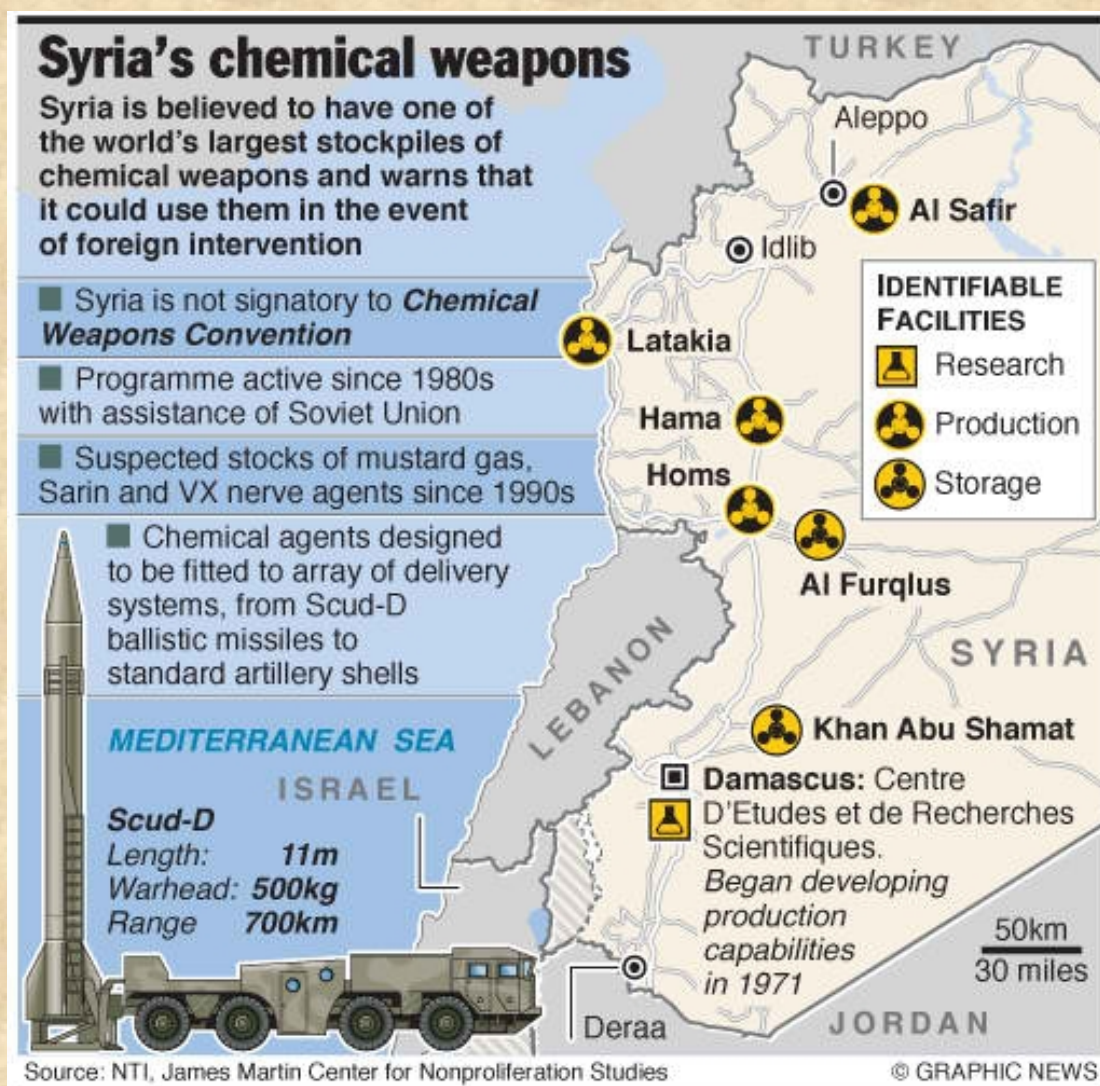 Syria's chemical weapons
Syria is believed to have one of
the world's largest stockpiles of
chemical weapons and warns that
it could use them in the event
of foreign intervention
Syria is not signatory to Chemical
Weapons Convention
Programme active since 1980s
with assistance of Soviet Union
Suspected stocks of mustard gas,
Sarin and VX nerve agents since 1990s
Chemical agents designed
to be fitted to array of delivery
systems, from Scud-D
ballistic missiles to
standard artillery shells
MEDITERRANEAN SEA
ISRAEL
Scud-D
Length: 11m
Warhead: 500kg
Range 700km
TURKEY
Aleppo
Al Safir
Idlib
Latakia
Hama
Homs
Al Furqlus
IDENTIFIABLE
FACILITIES
Research
Production
Storage
LEBANON
SYRIA
Khan Abu Shamat
Damascus: Centre
D'Etudes et de Recherches
Scientifiques.
Began developing
production
capabilities
in 1971
50km
30 miles
Deraa
JORDAN
Source: NTI, James Martin Center for Nonproliferation Studies
© GRAPHIC NEWS